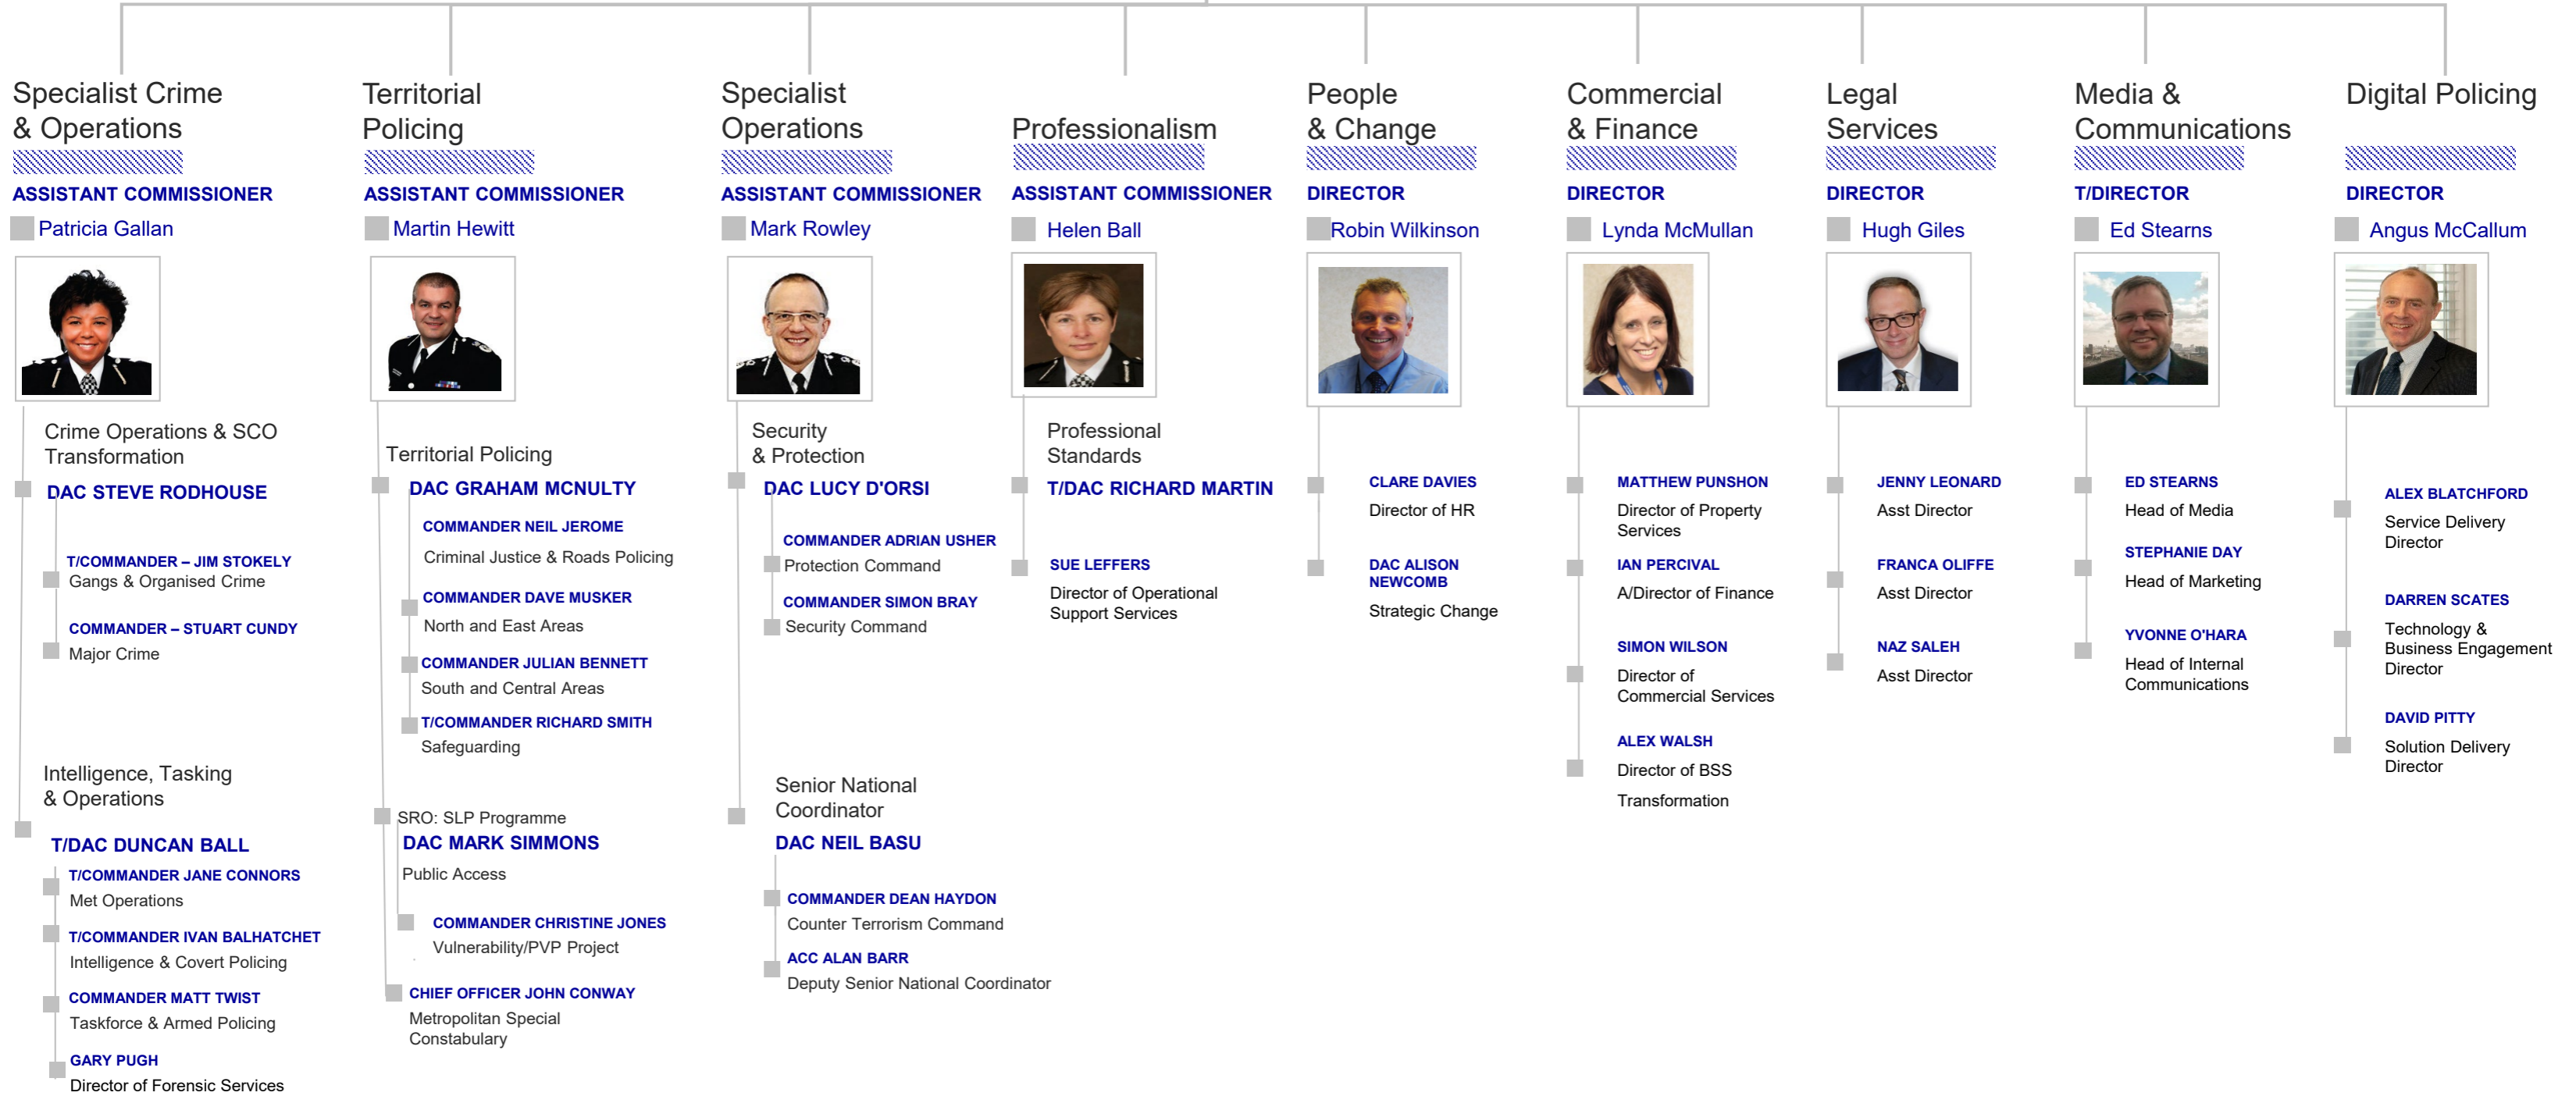 Specialist Crime
& Operations
ASSISTANT COMMISSIONER
Patricia Gallan
Crime Operations & SCO
Transformation
DAC STEVE RODHOUSE
T/COMMANDER – JIM STOKELY
Gangs & Organised Crime
COMMANDER – STUART CUNDY
Major Crime
Intelligence, Tasking
& Operations
T/DAC DUNCAN BALL
T/COMMANDER JANE CONNORS
Met Operations
T/COMMANDER IVAN BALHATCHET
Intelligence & Covert Policing
COMMANDER MATT TWIST
Taskforce & Armed Policing
GARY PUGH
Director of Forensic Services
Territorial
Policing
ASSISTANT COMMISSIONER
Martin Hewitt
Territorial Policing
DAC GRAHAM MCNULTY
COMMANDER NEIL JEROME
Criminal Justice & Roads Policing
COMMANDER DAVE MUSKER
North and East Areas
COMMANDER JULIAN BENNETT
South and Central Areas
T/COMMANDER RICHARD SMITH
Safeguarding
SRO: SLP Programme
DAC MARK SIMMONS
Public Access
COMMANDER CHRISTINE JONES
Vulnerability/PVP Project
CHIEF OFFICER JOHN CONWAY
Metropolitan Special
Constabulary
Specialist
Operations
ASSISTANT COMMISSIONER
Mark Rowley
Security
& Protection
DAC LUCY D'ORSI
COMMANDER ADRIAN USHER
Protection Command
COMMANDER SIMON BRAY
Security Command
Senior National
Coordinator
DAC NEIL BASU
COMMANDER DEAN HAYDON
Counter Terrorism Command
ACC ALAN BARR
Deputy Senior National Coordinator
Professionalism
ASSISTANT COMMISSIONER
Helen Ball
Professional
Standards
T/DAC RICHARD MARTIN
SUE LEFFERS
Director of Operational
Support Services
People
& Change
DIRECTOR
Robin Wilkinson
CLARE DAVIES
Director of HR
DAC ALISON
NEWCOMB
Strategic Change
Commercial
& Finance
DIRECTOR
Lynda McMullan
MATTHEW PUNSHON
Director of Property
Services
IAN PERCIVAL
A/Director of Finance
SIMON WILSON
Director of
Commercial Services
ALEX WALSH
Director of BSS
Transformation
Legal
Services
DIRECTOR
Hugh Giles
JENNY LEONARD
Asst Director
FRANCA OLIFFE
Asst Director
NAZ SALEH
Asst Director
Media &
Communications
T/DIRECTOR
Ed Stearns
ED STEARNS
Head of Media
STEPHANIE DAY
Head of Marketing
YVONNE O'HARA
Head of Internal
Communications
Digital Policing
DIRECTOR
Angus McCallum
ALEX BLATCHFORD
Service Delivery
Director
DARREN SCATES
Technology &
Business Engagement
Director
DAVID PITTY
Solution Delivery
Director